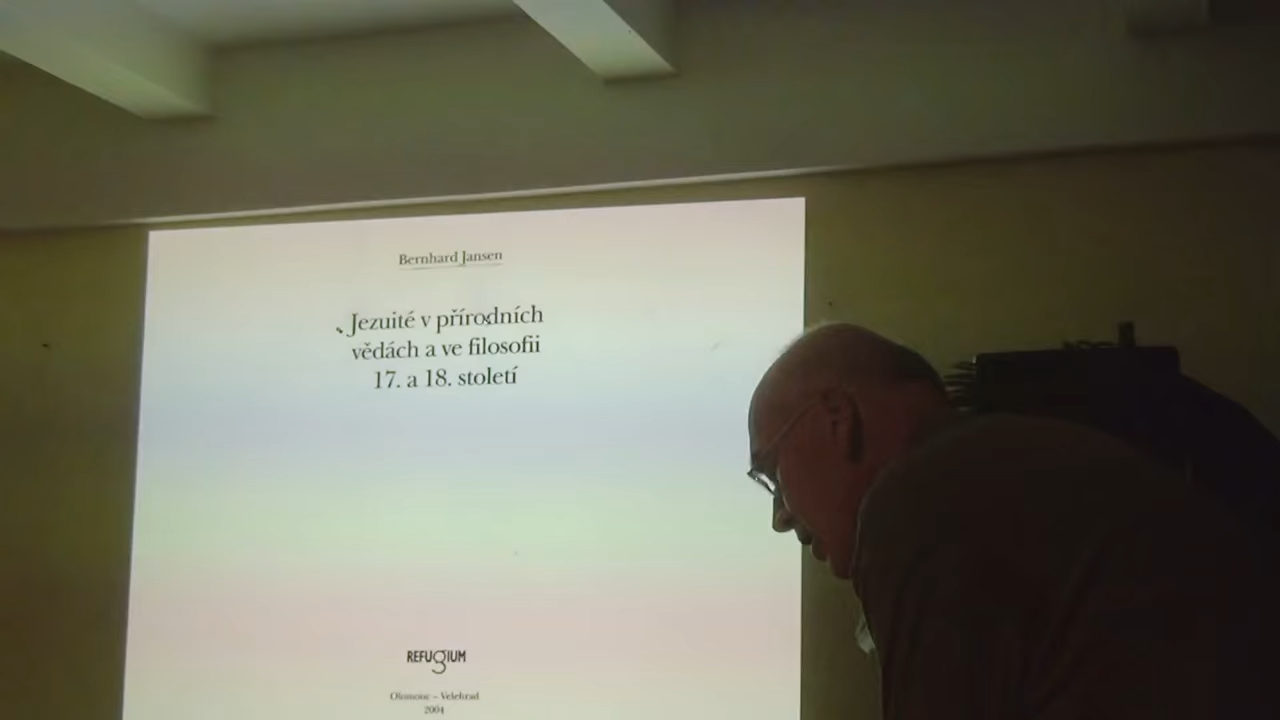 Bernhard Jansen
Jezuité v přírodních
vědách a ve filosofii
17. a 18. století
REFUGIUM
Olomouc – Velehrad
2004